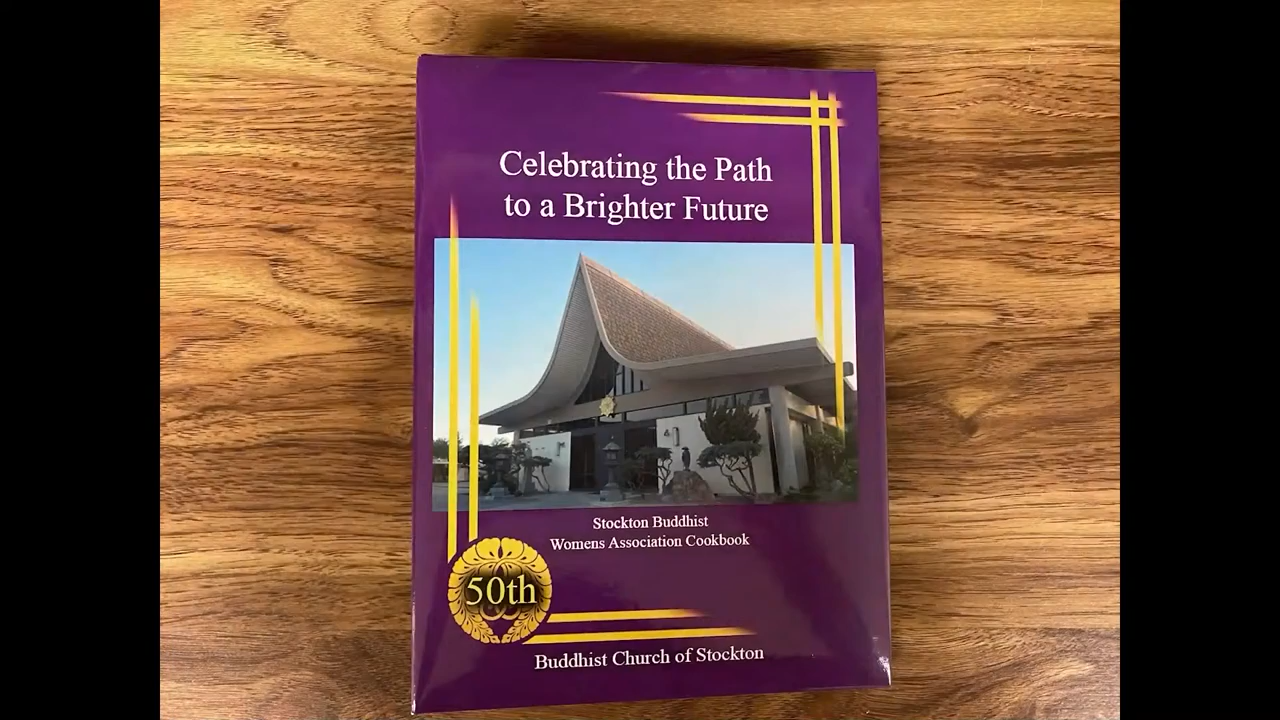 Celebrating the Path
to a Brighter Future
Stockton Buddhist
Womens Association Cookbook
50th
Buddhist Church of Stockton